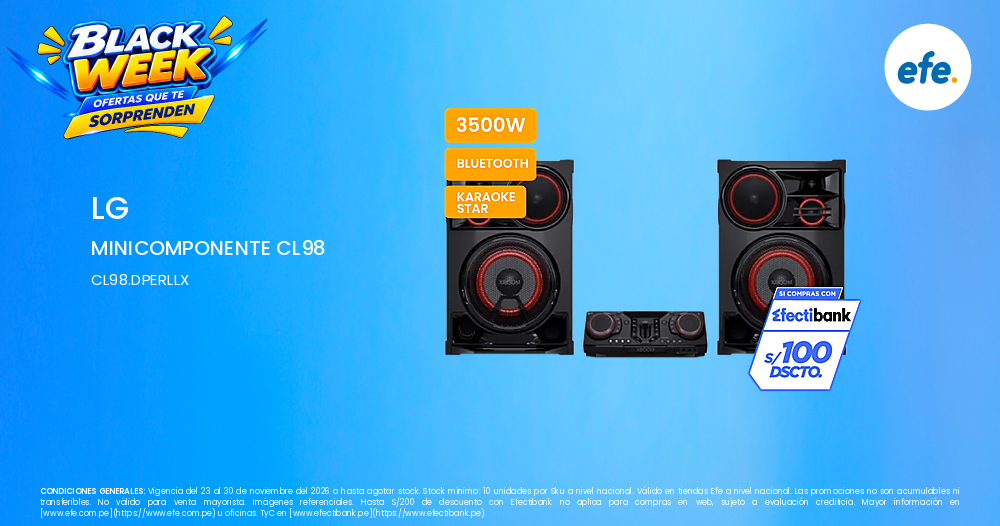 BLACK
WEEK
OFERTAS QUE TE
SORPRENDEN
efe.
3500W
BLUETOOTH
KARAOKE
STAR
LG
MINICOMPONENTE CL98
CL98.DPERLLX
XBOOM
XBOOM
SI COMPRAS CON
Efectibank
S/100
DSCTO.
CONDICIONES GENERALES: Vigencia del 23 al 30 de noviembre del 2026 o hasta agotar stock. Stock mínimo: 10 unidades por Sku a nivel nacional. Válido en tiendas Efe a nivel nacional. Las promociones no son acumulables ni
transferibles. No válido para venta mayorista. Imágenes referenciales. Hasta S/200 de descuento con Efectibank no aplica para compras en web, sujeto a evaluación crediticia. Mayor información en
[www.efe.com.pe](https://www.efe.com.pe) u oficinas. TyC en [www.efectibank.pe](https://www.efectibank.pe).